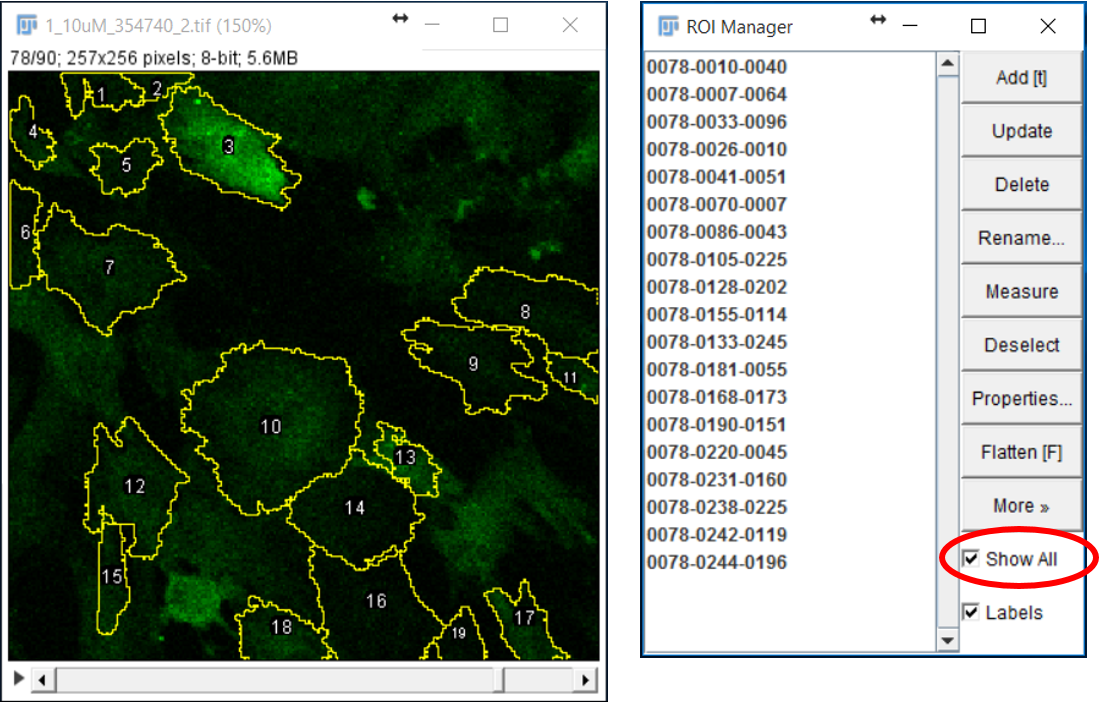 1_10uM_354740_2.tif (150%)
78/90; 257x256 pixels; 8-bit; 5.6MB
1
2
3
4
5
6
7
8
9
10
11
12
13
14
15
16
17
18
19
ROI Manager
0078-0010-0040
0078-0007-0064
0078-0033-0096
0078-0026-0010
0078-0041-0051
0078-0070-0007
0078-0086-0043
0078-0105-0225
0078-0128-0202
0078-0155-0114
0078-0133-0245
0078-0181-0055
0078-0168-0173
0078-0190-0151
0078-0220-0045
0078-0231-0160
0078-0238-0225
0078-0242-0119
0078-0244-0196
Add [t]
Update
Delete
Rename...
Measure
Deselect
Properties...
Flatten [F]
More »
Show All
Labels